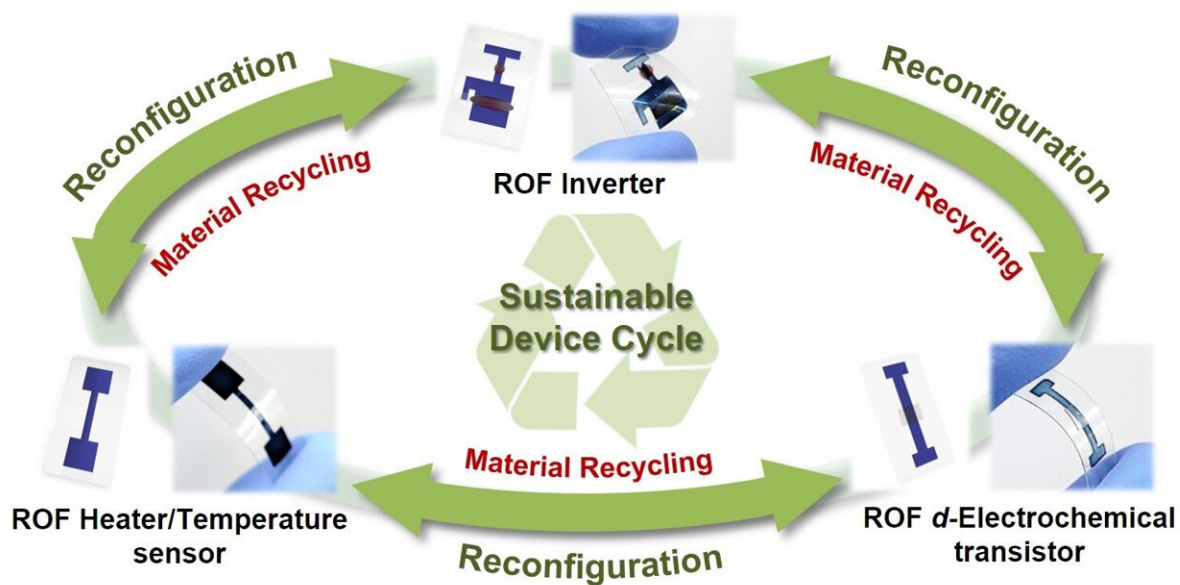 Reconfiguration
Material Recycling
ROF Inverter
Reconfiguration
Material Recycling
Sustainable
Device Cycle
ROF Heater/Temperature
sensor
Material Recycling
Reconfiguration
ROF d-Electrochemical
transistor